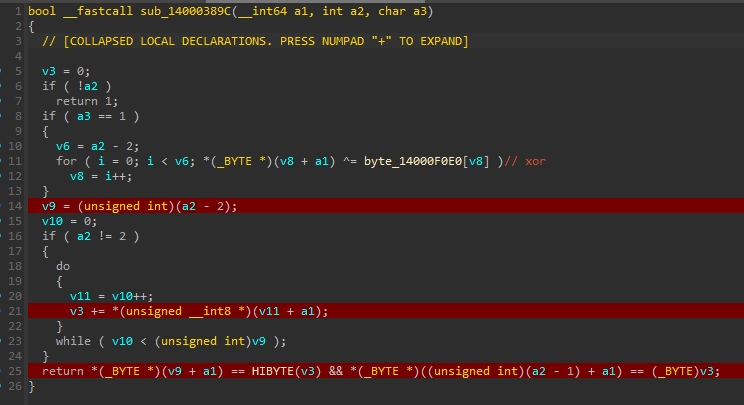 1 bool __fastcall sub_14000389C(__int64 a1, int a2, char a3)
2 {
3   // [COLLAPSED LOCAL DECLARATIONS. PRESS NUMPAD "+" TO EXPAND]
4
5   v3 = 0;
6   if ( !a2 )
7     return 1;
8   if ( a3 == 1 )
9   {
10     v6 = a2 - 2;
11     for ( i = 0; i < v6; *(_BYTE *)(v8 + a1) ^= byte_14000F0E0[v8] )// xor
12       v8 = i++;
13   }
14   v9 = (unsigned int)(a2 - 2);
15   v10 = 0;
16   if ( a2 != 2 )
17   {
18     do
19     {
20       v11 = v10++;
21       v3 += *(unsigned __int8 *)(v11 + a1);
22     }
23     while ( v10 < (unsigned int)v9 );
24   }
25   return *(_BYTE *)(v9 + a1) == HIBYTE(v3) && *(_BYTE *)((unsigned int)(a2 - 1) + a1) == (_BYTE)v3;
26 }